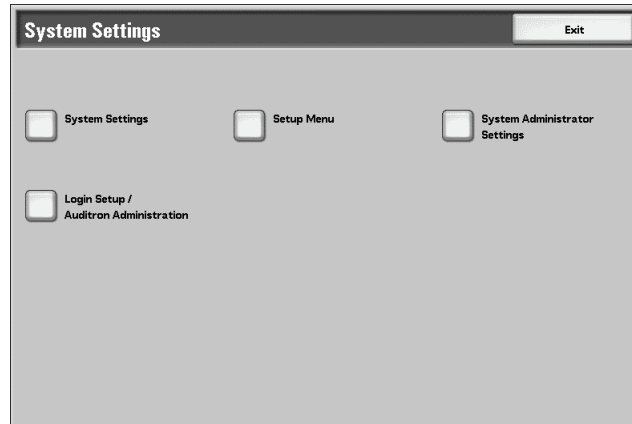 System Settings
Exit
System Settings
Setup Menu
System Administrator
Settings
Login Setup /
Auditron Administration